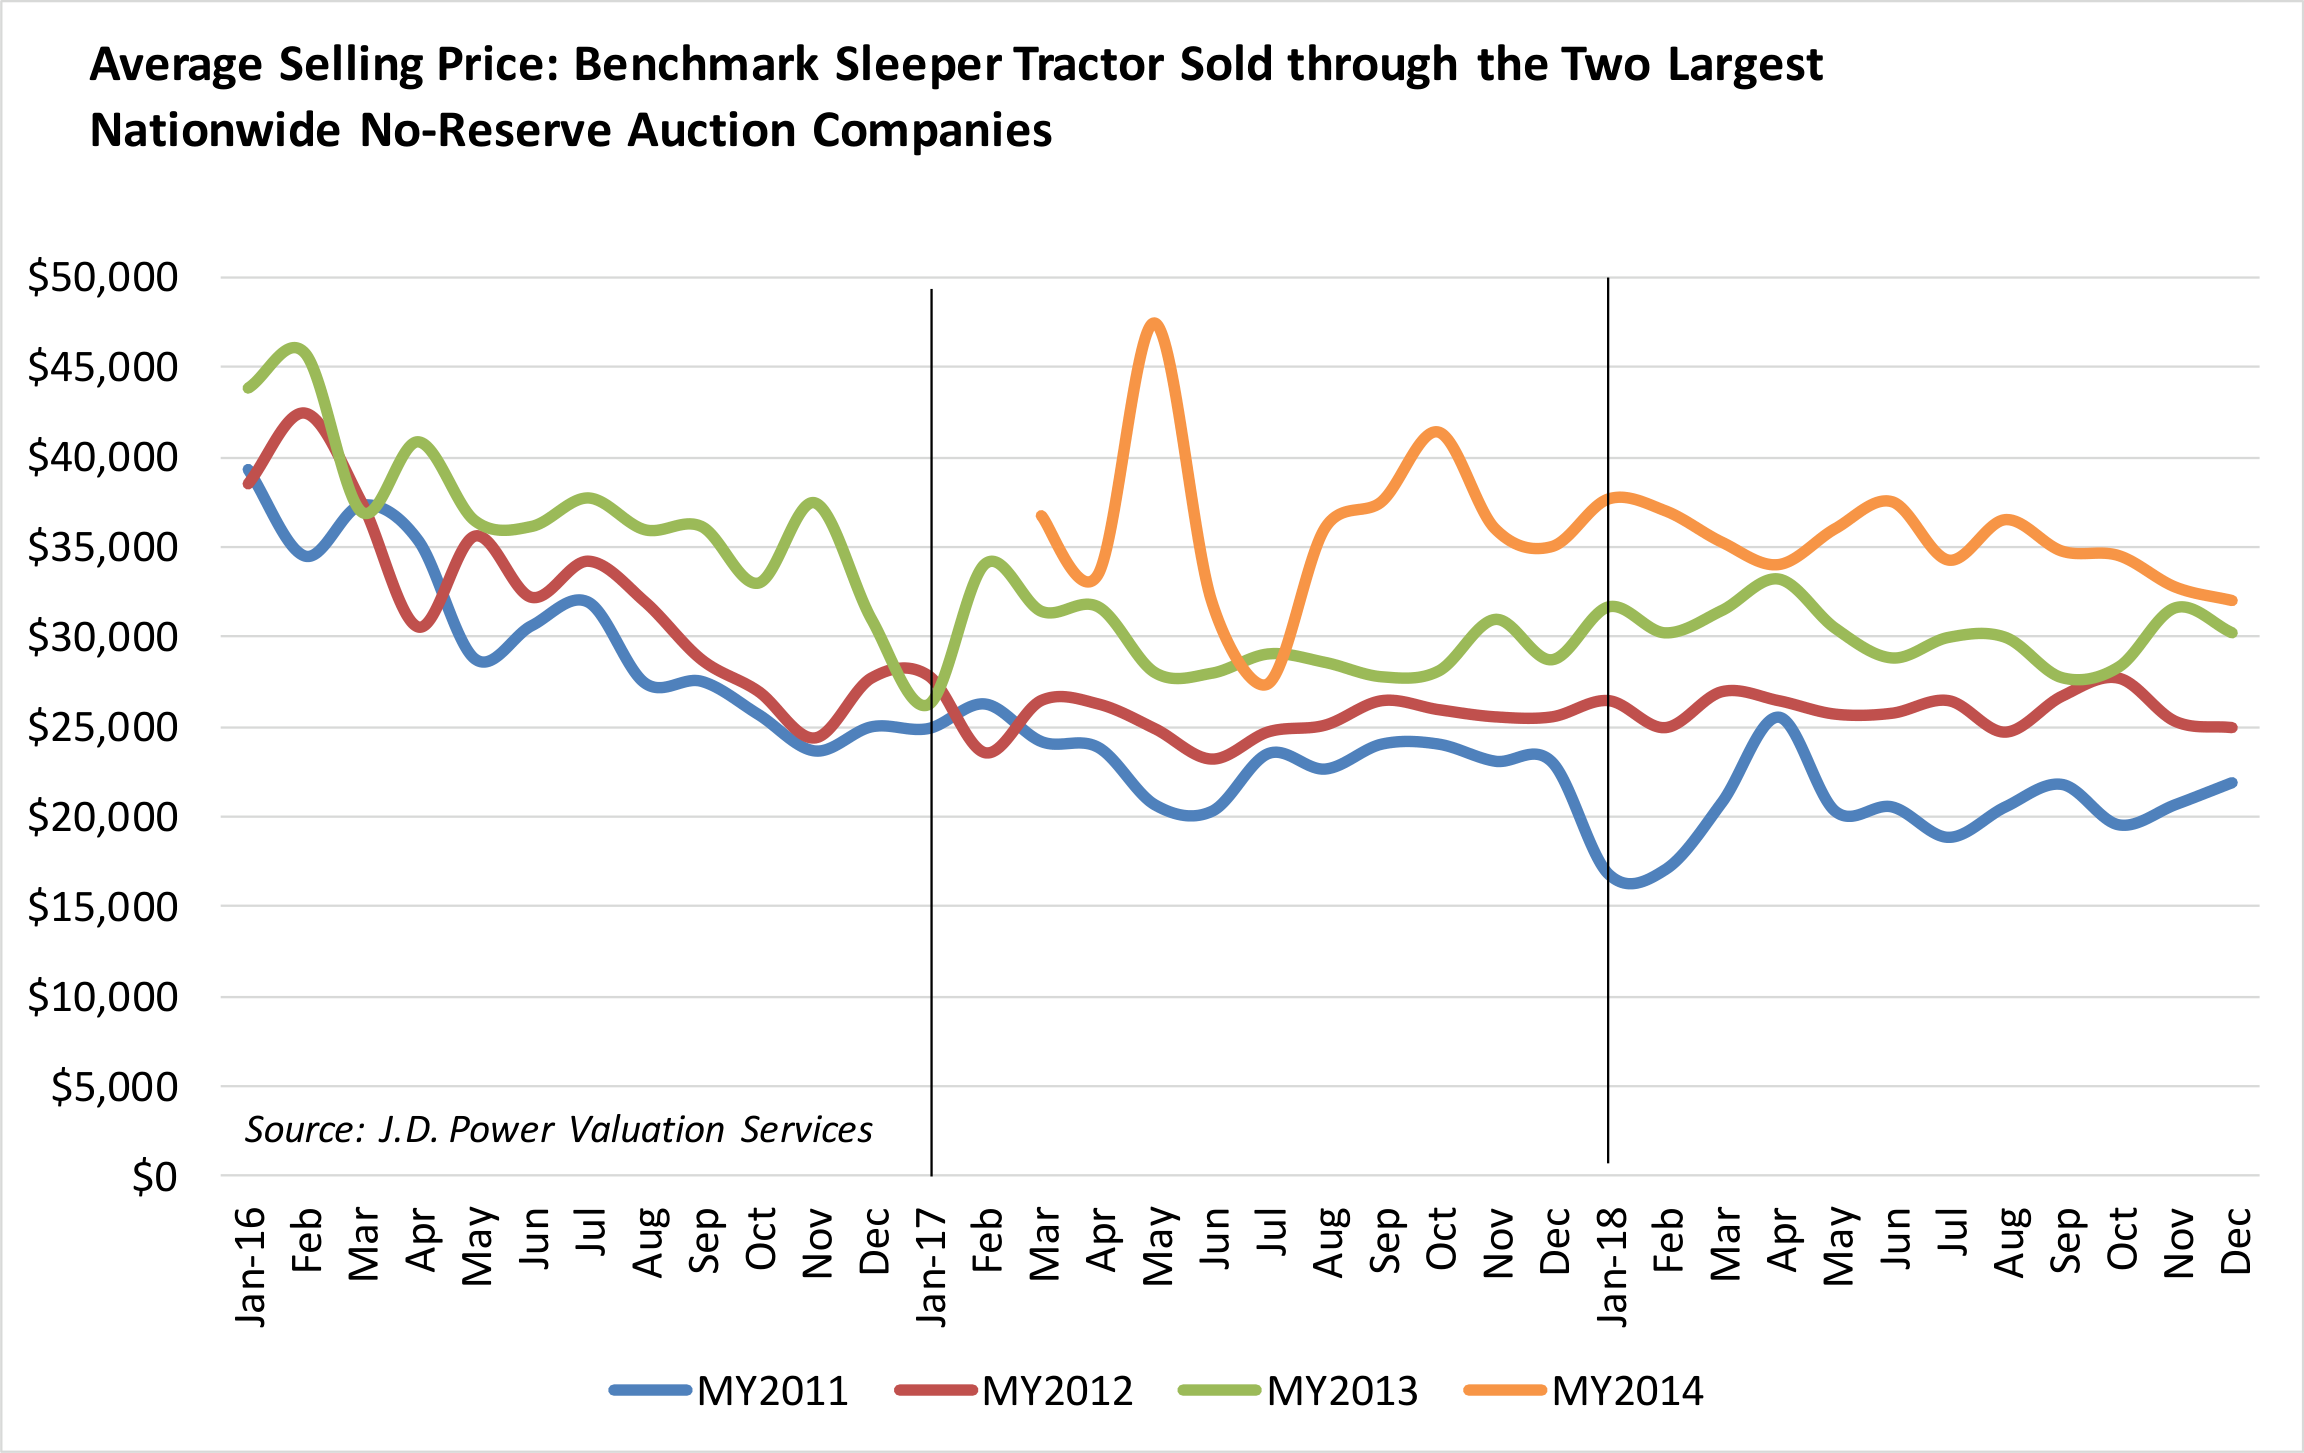 Average Selling Price: Benchmark Sleeper Tractor Sold through the Two Largest
Nationwide No-Reserve Auction Companies
$50,000
$45,000
$40,000
$35,000
$30,000
$25,000
$20,000
$15,000
$10,000
$5,000
$0
Source: J.D. Power Valuation Services
Jan-16
Feb
Mar
Apr
May
Jun
Jul
Aug
Sep
Oct
Nov
Dec
Jan-17
Feb
Mar
Apr
May
Jun
Jul
Aug
Sep
Oct
Nov
Dec
Jan-18
Feb
Mar
Apr
May
Jun
Jul
Aug
Sep
Oct
Nov
Dec
MY2011
MY2012
MY2013
MY2014